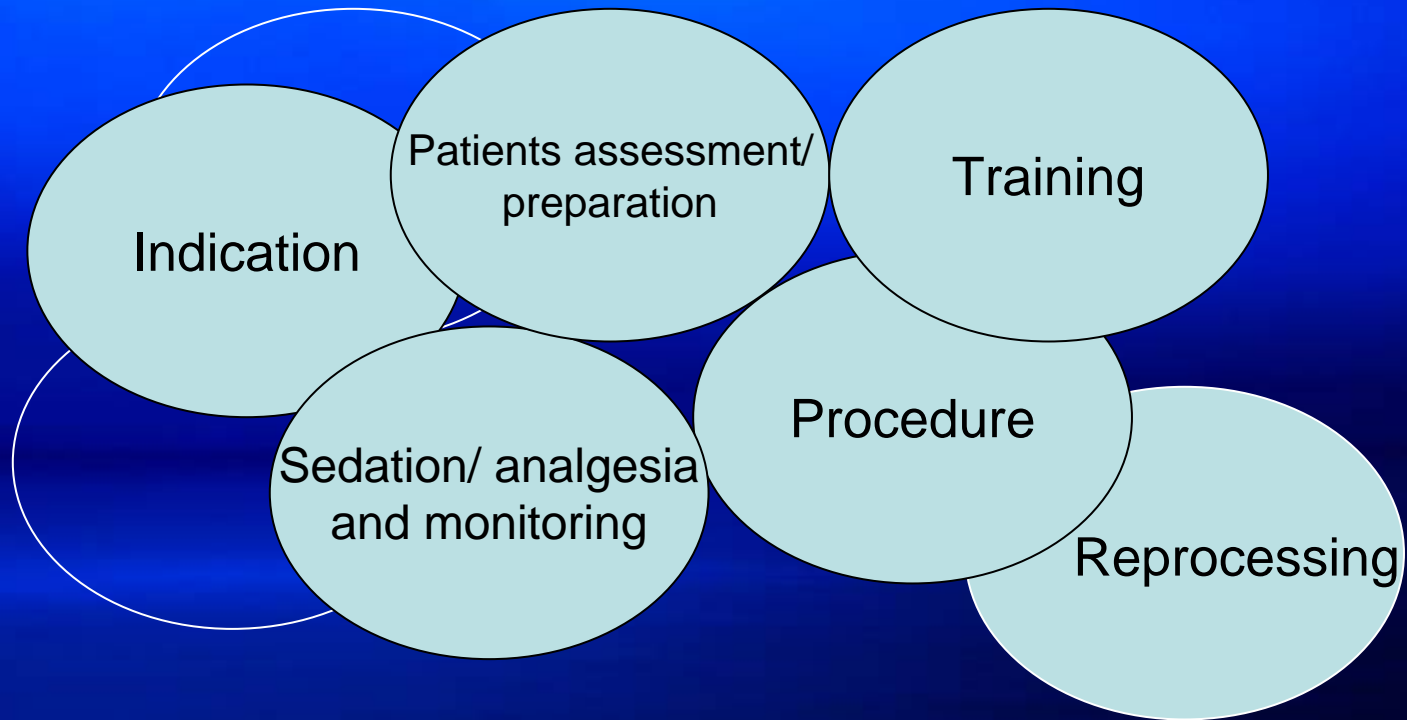 Indication
Patients assessment/
preparation
Training
Sedation/ analgesia
and monitoring
Procedure
Reprocessing